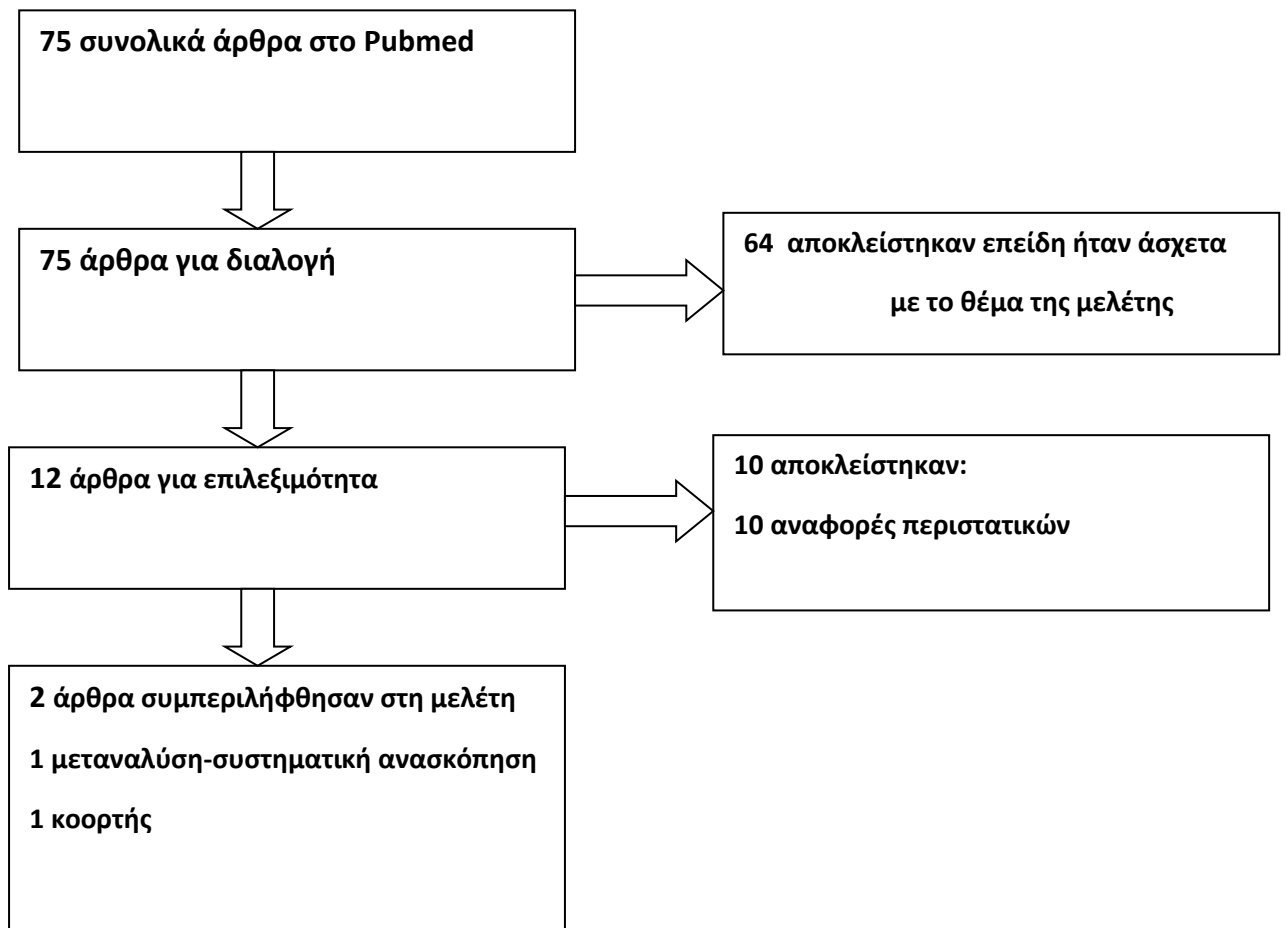 75 συνολικά άρθρα στο Pubmed
75 άρθρα για διαλογή
64 αποκλείστηκαν επείδη ήταν άσχετα
με το θέμα της μελέτης
12 άρθρα για επιλεξιμότητα
10 αποκλείστηκαν:
10 αναφορές περιστατικών
2 άρθρα συμπεριλήφθησαν στη μελέτη
1 μεταναλύση-συστηματική ανασκόπηση
1 κοορτής